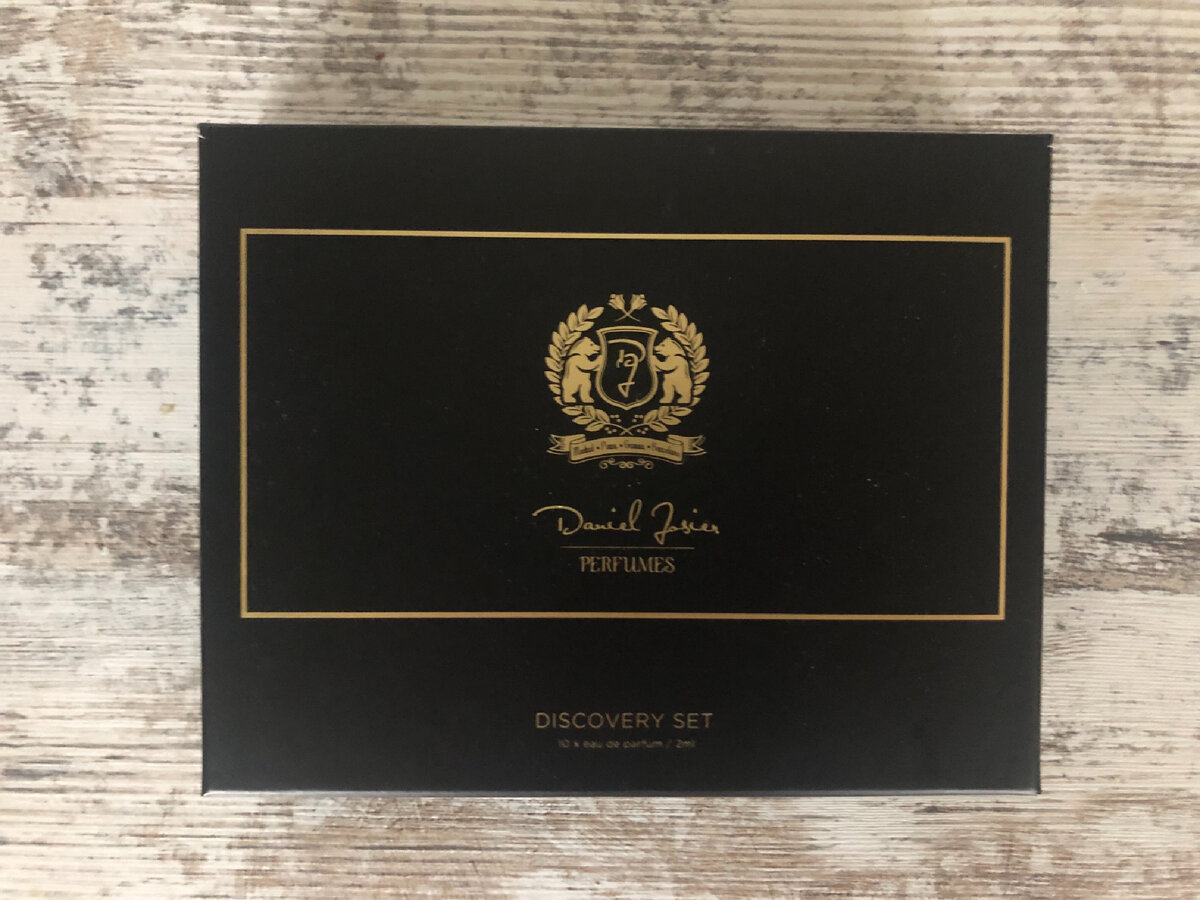 Daniel Josier
PERFUMES
DISCOVERY SET
10 x eau de parfum / 2ml